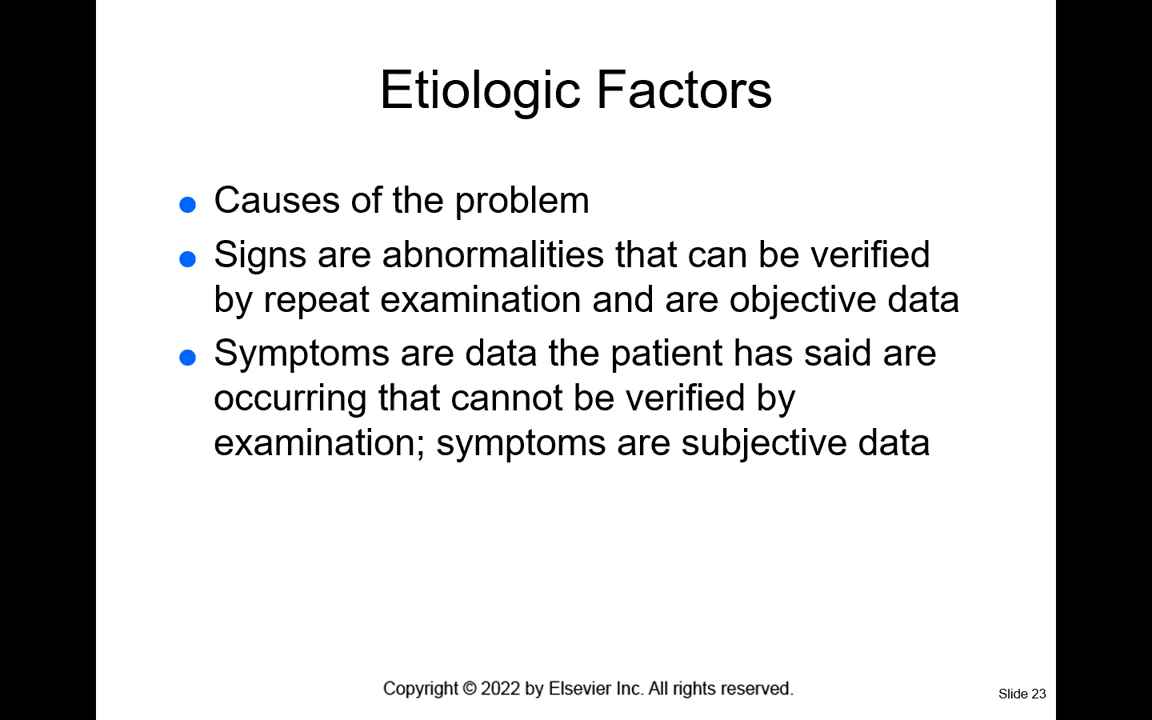 Etiologic Factors
Causes of the problem
Signs are abnormalities that can be verified
by repeat examination and are objective data
Symptoms are data the patient has said are
occurring that cannot be verified by
examination; symptoms are subjective data
Copyright © 2022 by Elsevier Inc. All rights reserved.
Slide 23